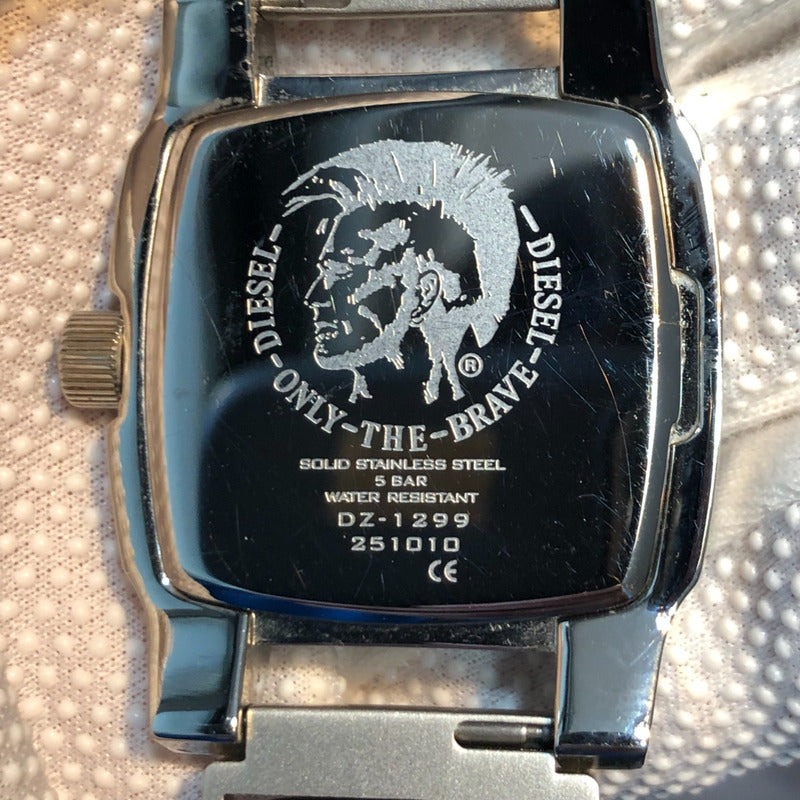 DIESEL-ONLY-THE-BRAVE-DIESEL-
®
SOLID STAINLESS STEEL
5 BAR
WATER RESISTANT
DZ-1299
251010
CE